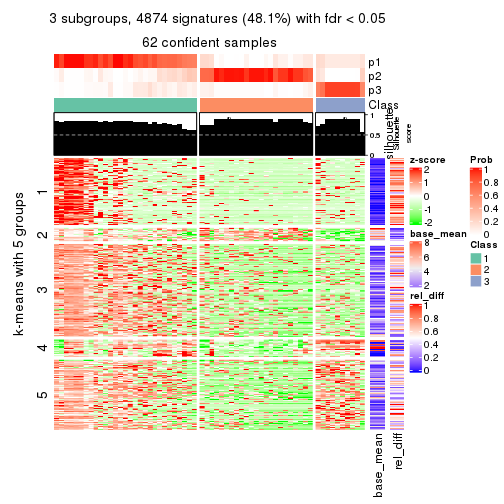 3 subgroups, 4874 signatures (48.1%) with fdr < 0.05
62 confident samples
p1
p2
p3
Class
1
0.5
0
silhouette
Silhouette
score
k-means with 5 groups
1
2
3
4
5
base_mean
rel_diff
z-score
2
1
0
-1
-2
base_mean
8
6
4
2
rel_diff
1
0.8
0.6
0.4
0.2
0
Prob
1
0.8
0.6
0.4
0.2
0
Class
1
2
3